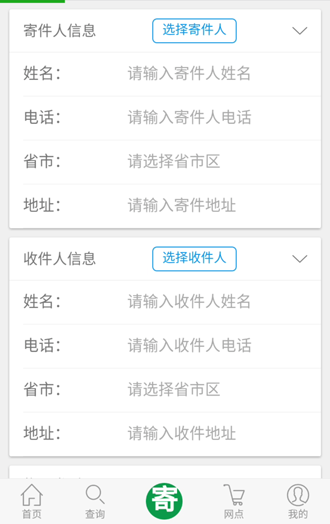 寄件人信息 选择寄件人
姓名： 请输入寄件人姓名
电话： 请输入寄件人电话
省市： 请选择省市区
地址： 请输入寄件地址
收件人信息 选择收件人
姓名： 请输入收件人姓名
电话： 请输入收件人电话
省市： 请选择省市区
地址： 请输入收件地址
寄
首页 查询 网点 我的